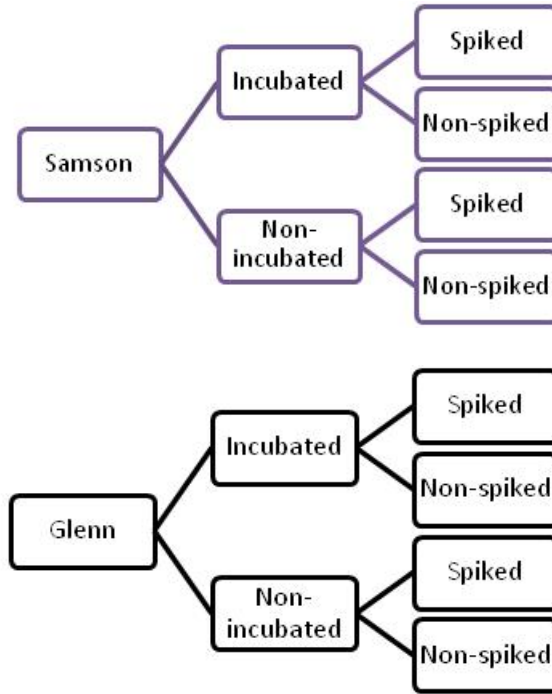 Spiked
Incubated
Non-spiked
Samson
Spiked
Non-
incubated
Non-spiked
Spiked
Incubated
Non-spiked
Glenn
Spiked
Non-
incubated
Non-spiked